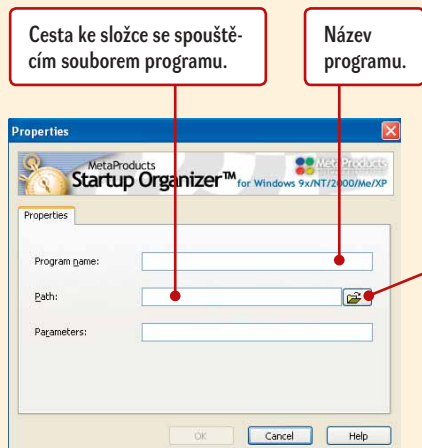 Cesta ke složce se spouště-
cím souborem programu.
Název
programu.
Properties
MetaProducts
Startup Organizer™ for Windows 9x/NT/2000/Me/XP
MetaProducts
Properties
Program name:
Path:
Parameters:
OK
Cancel
Help